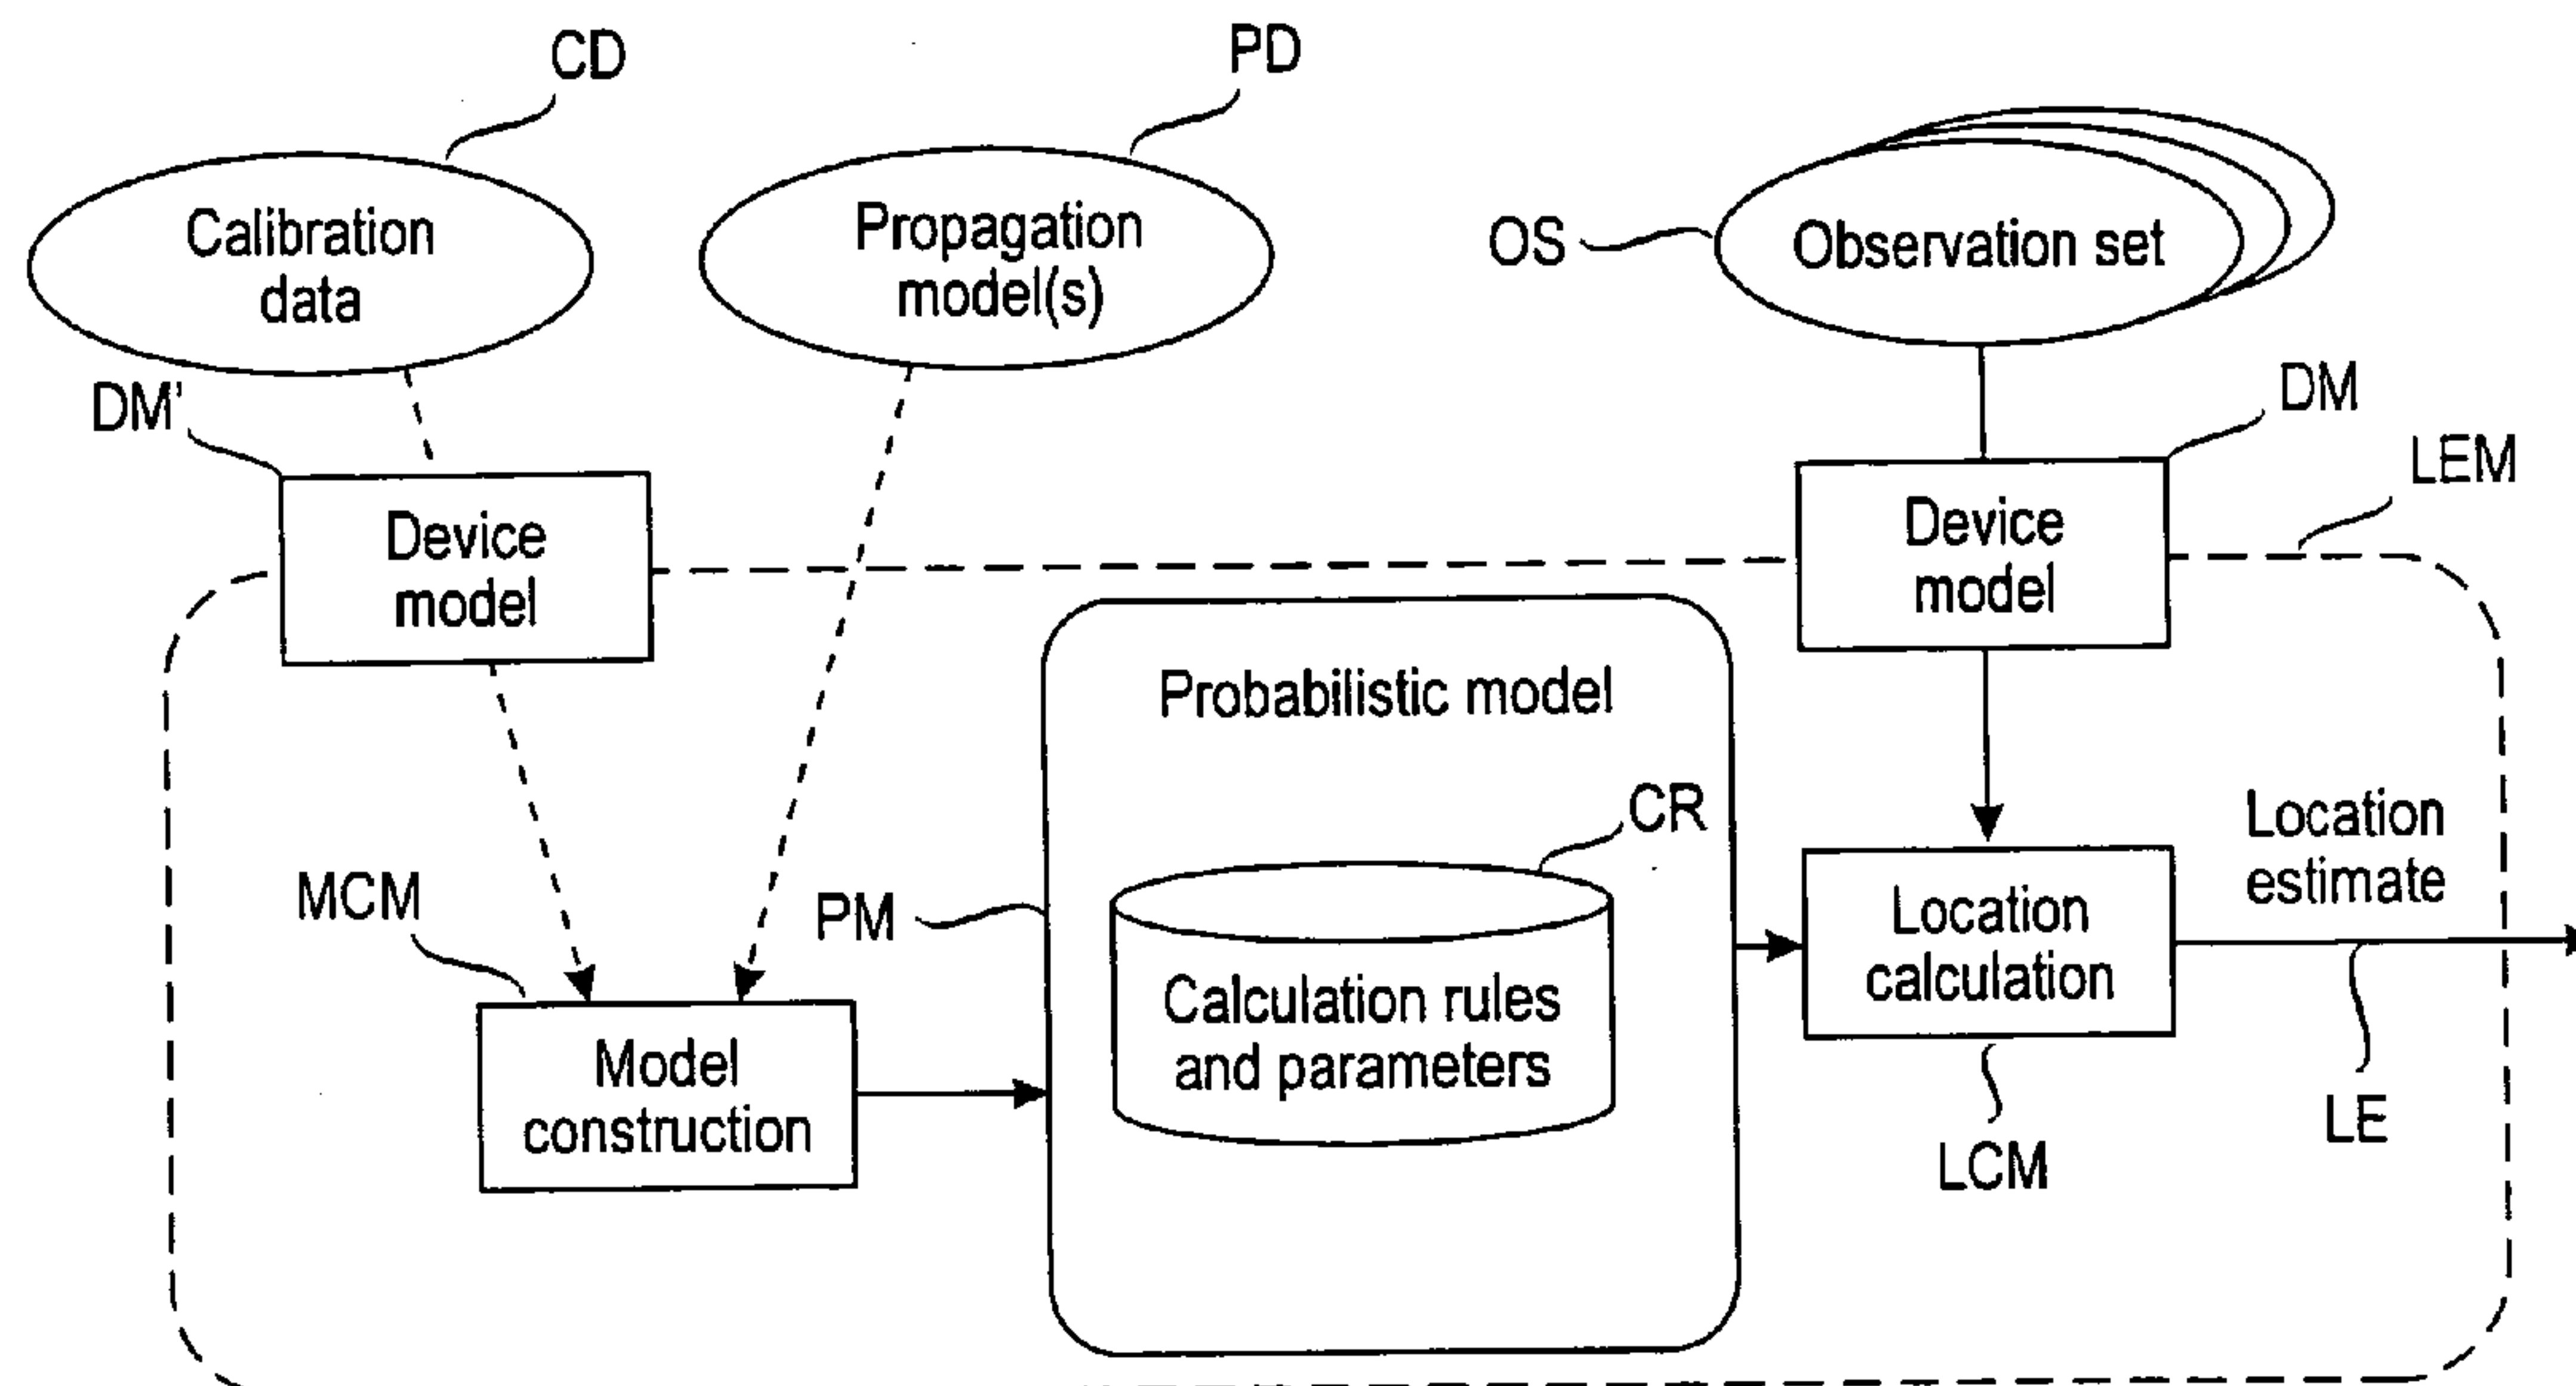 CD
PD
Calibration
data
Propagation
model(s)
OS
Observation set
DM'
DM
LEM
Device
model
Device
model
Probabilistic model
CR
MCM
PM
Location
estimate
Location
calculation
Calculation rules
and parameters
Model
construction
LE
LCM